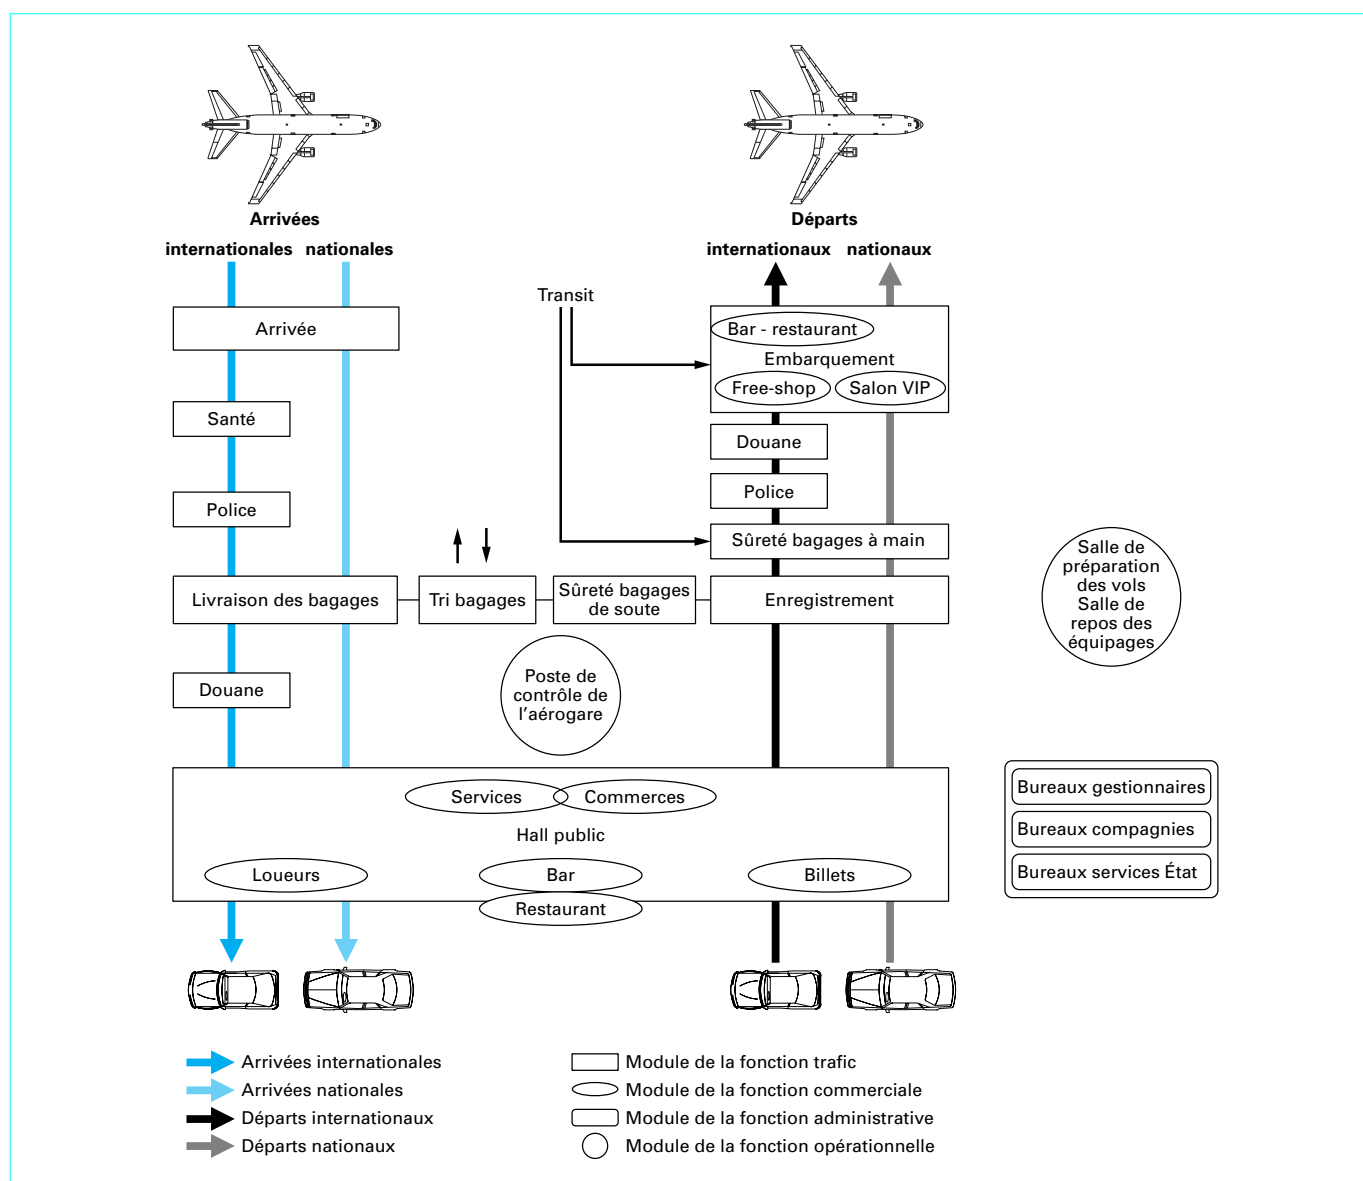 Arrivées
Départs
internationales nationales
internationaux nationaux
Transit
Arrivée
Bar - restaurant
Embarquement
Free-shop
Salon VIP
Santé
Douane
Police
Police
Sûreté bagages à main
Livraison des bagages
Tri bagages
Sûreté bagages
de soute
Enregistrement
Salle de
préparation
des vols
Salle de
repos des
équipages
Douane
Poste de
contrôle de
l'aérogare
Services
Commerces
Hall public
Loueurs
Bar
Billets
Restaurant
Bureaux gestionnaires
Bureaux compagnies
Bureaux services État
Arrivées internationales
Arrivées nationales
Départs internationaux
Départs nationaux
Module de la fonction trafic
Module de la fonction commerciale
Module de la fonction administrative
Module de la fonction opérationnelle